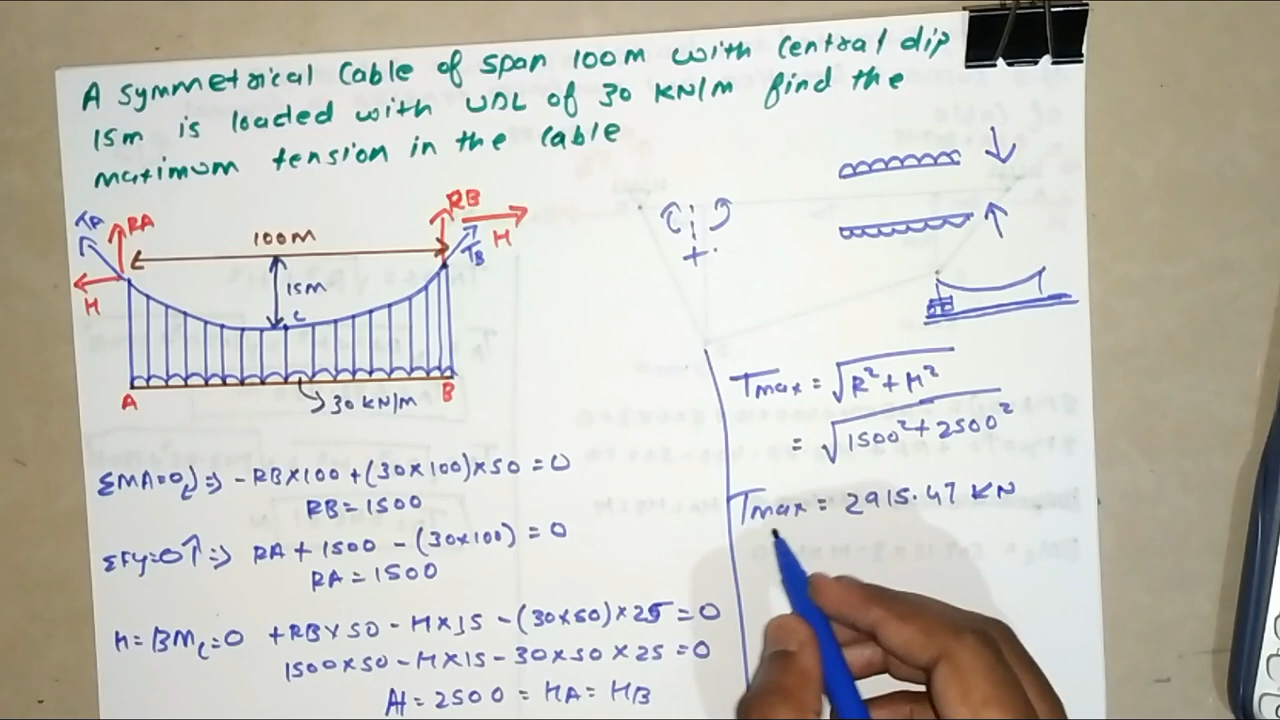 A symmetrical Cable of span 100m with central dip
15m is loaded with UDL of 30 KN/m find the
maximum tension in the cable
TA RA RB
H 100M TB H
15m
C
A B
30 KN/m
+
ΣMA=0 => - RB×100 + (30×100)×50 = 0
RB = 1500
ΣFy=0↑ => RA + 1500 - (30×100) = 0
RA = 1500
H = BMc=0 +RB×50 - H×15 - (30×50)×25 = 0
1500×50 - H×15 - 30×50×25 = 0
H = 2500 = HA = HB
Tmax = √R²+H²
= √1500²+2500²
Tmax = 2915.47 KN